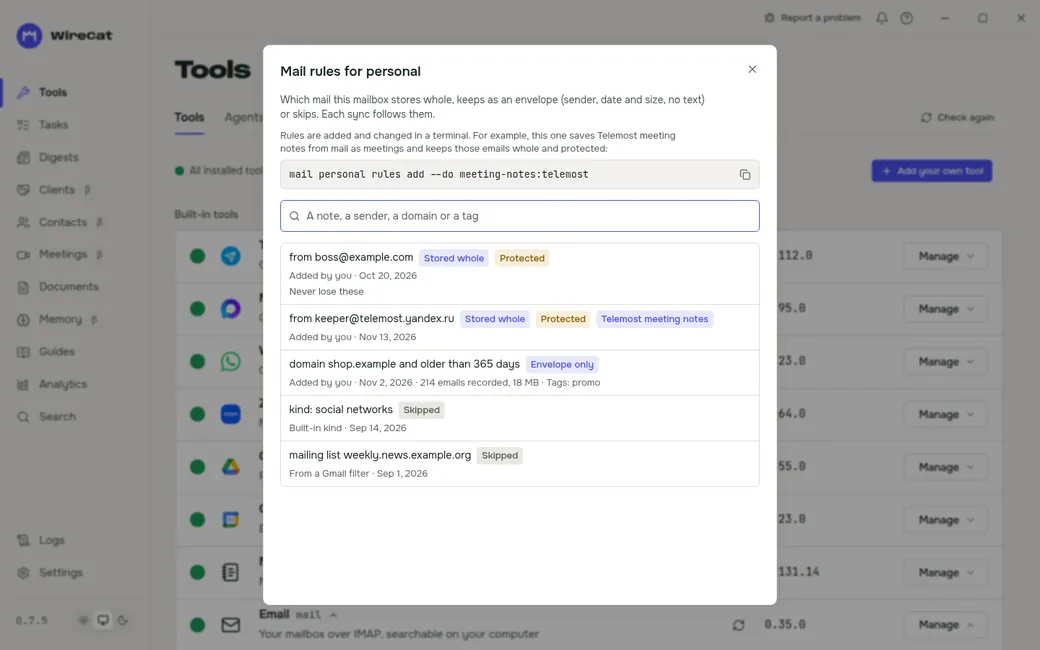 wirecat
Report a problem
Tools
Tasks
Digests
Clients β
Contacts β
Meetings β
Documents
Memory β
Guides
Analytics
Search
Logs
Settings
0.7.5
Tools
Tools
Agents
Check again
All installed
Add your own tool
Built-in tools
Mail rules for personal
Which mail this mailbox stores whole, keeps as an envelope (sender, date and size, no text)
or skips. Each sync follows them.
Rules are added and changed in a terminal. For example, this one saves Telemost meeting
notes from mail as meetings and keeps those emails whole and protected:
mail personal rules add --do meeting-notes:telemost
A note, a sender, a domain or a tag
from boss@example.com Stored whole Protected
Added by you · Oct 20, 2026
Never lose these
from keeper@telemost.yandex.ru Stored whole Protected Telemost meeting notes
Added by you · Nov 13, 2026
domain shop.example and older than 365 days Envelope only
Added by you · Nov 2, 2026 · 214 emails recorded, 18 MB · Tags: promo
kind: social networks Skipped
Built-in kind · Sep 14, 2026
mailing list weekly.news.example.org Skipped
From a Gmail filter · Sep 1, 2026
112.0 Manage
95.0 Manage
23.0 Manage
64.0 Manage
55.0 Manage
23.0 Manage
131.14 Manage
Email mail
Your mailbox over IMAP, searchable on your computer
0.35.0 Manage